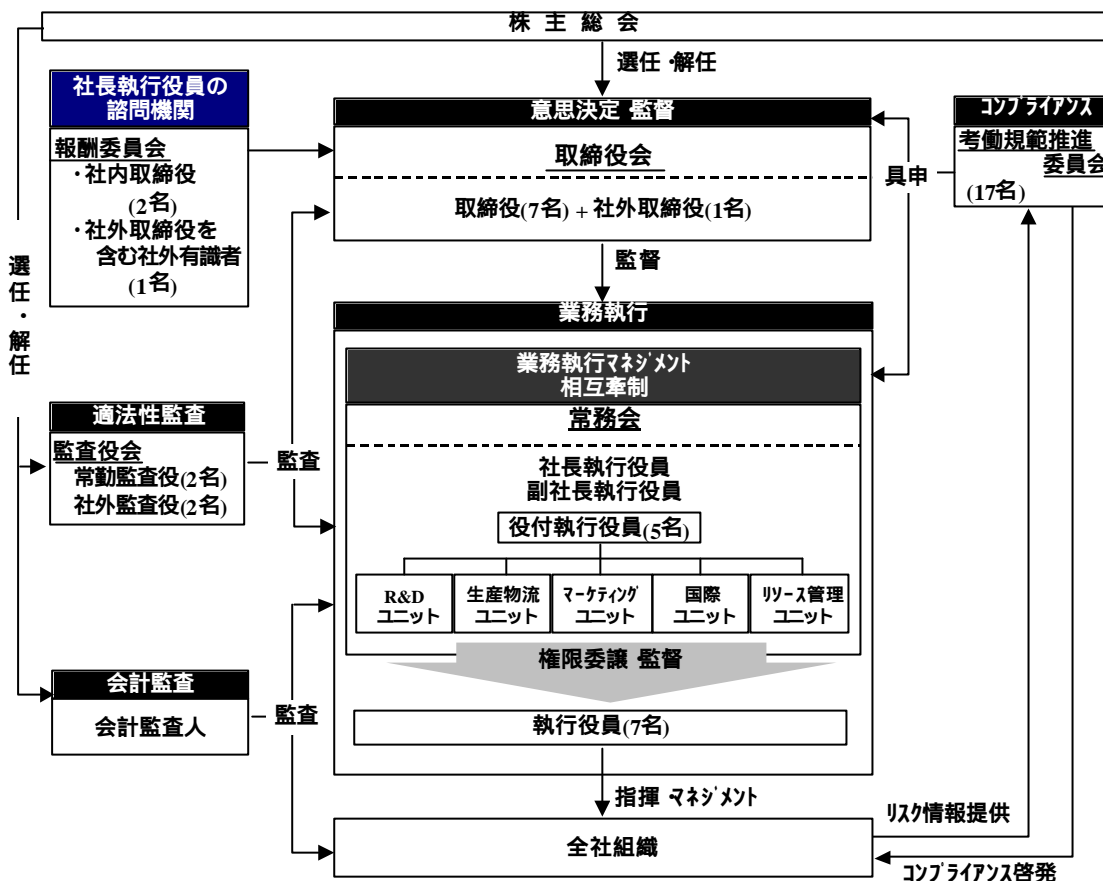 株 主 総 会
選任・解任
社長執行役員の
諮問機関
報酬委員会
・社内取締役
(2名)
・社外取締役を
含む社外有識者
(1名)
意思決定・監督
取締役会
取締役(7名) + 社外取締役(1名)
コンプライアンス
考働規範推進
委員会
(17名)
具申
監督
選任・解任
業務執行
業務執行マネジメント
相互牽制
常務会
社長執行役員
副社長執行役員
役付執行役員(5名)
R&D
ユニット
生産物流
ユニット
マーケティング
ユニット
国際
ユニット
リソース管理
ユニット
権限委譲・監督
執行役員(7名)
適法性監査
監査役会
常勤監査役(2名)
社外監査役(2名)
監査
会計監査
会計監査人
監査
指揮・マネジメント
全社組織
リスク情報提供
コンプライアンス啓発